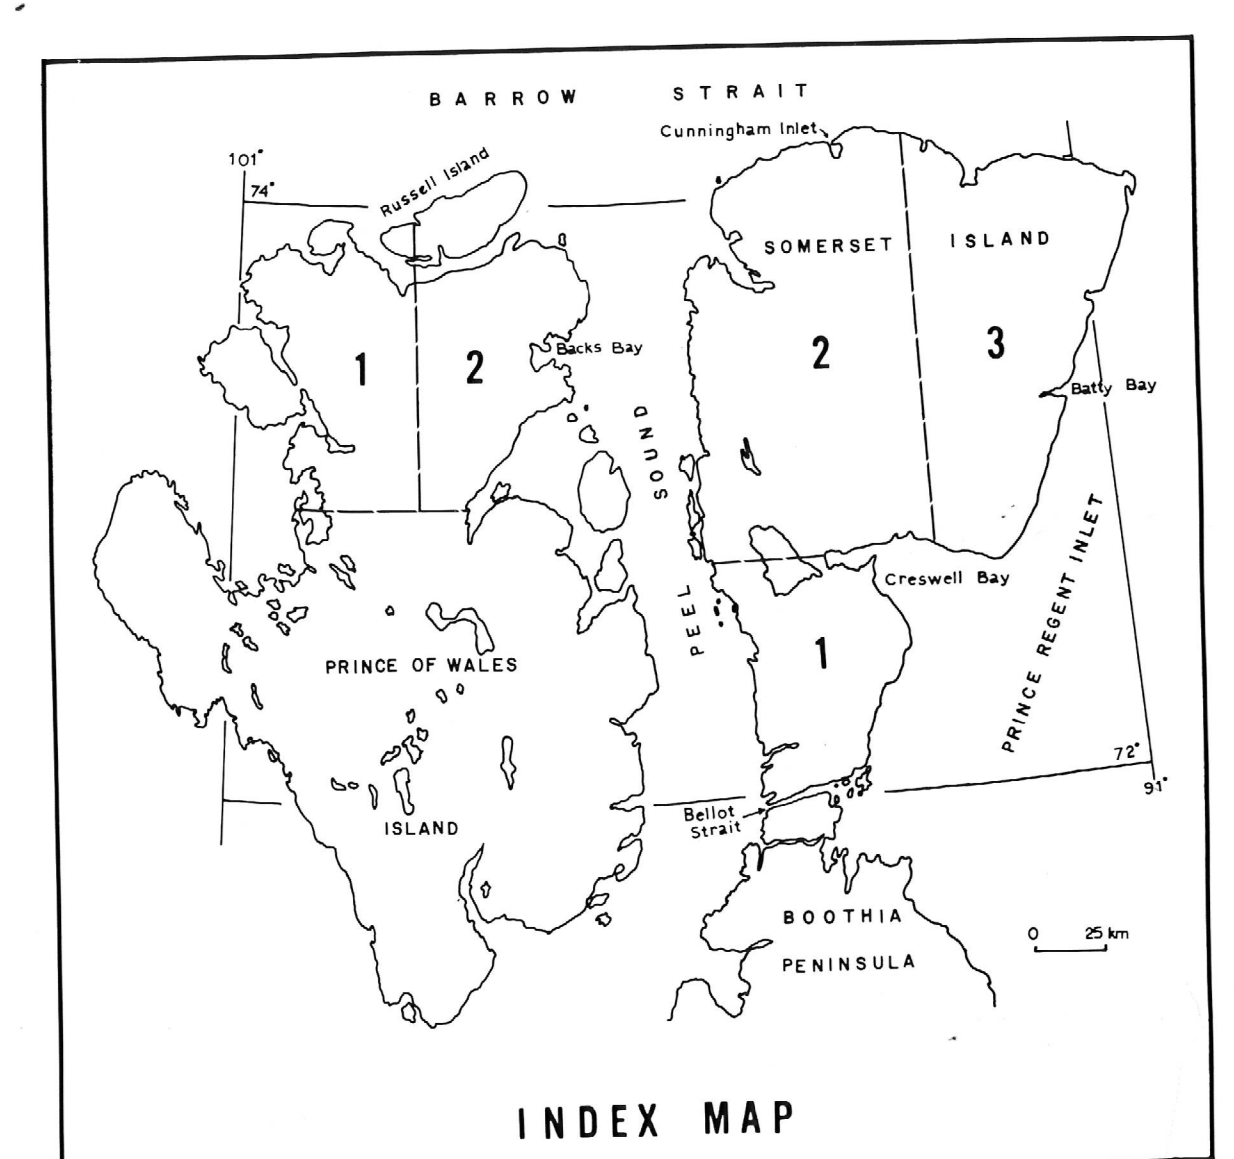 BARROW STRAIT
Cunningham Inlet
101°
74°
Russell Island
SOMERSET ISLAND
1
2
Backs Bay
2
3
Batty Bay
PEEL SOUND
PRINCE REGENT INLET
Creswell Bay
1
PRINCE OF WALES
ISLAND
72°
91°
Bellot
Strait
BOOTHIA
PENINSULA
0 25 km
INDEX MAP